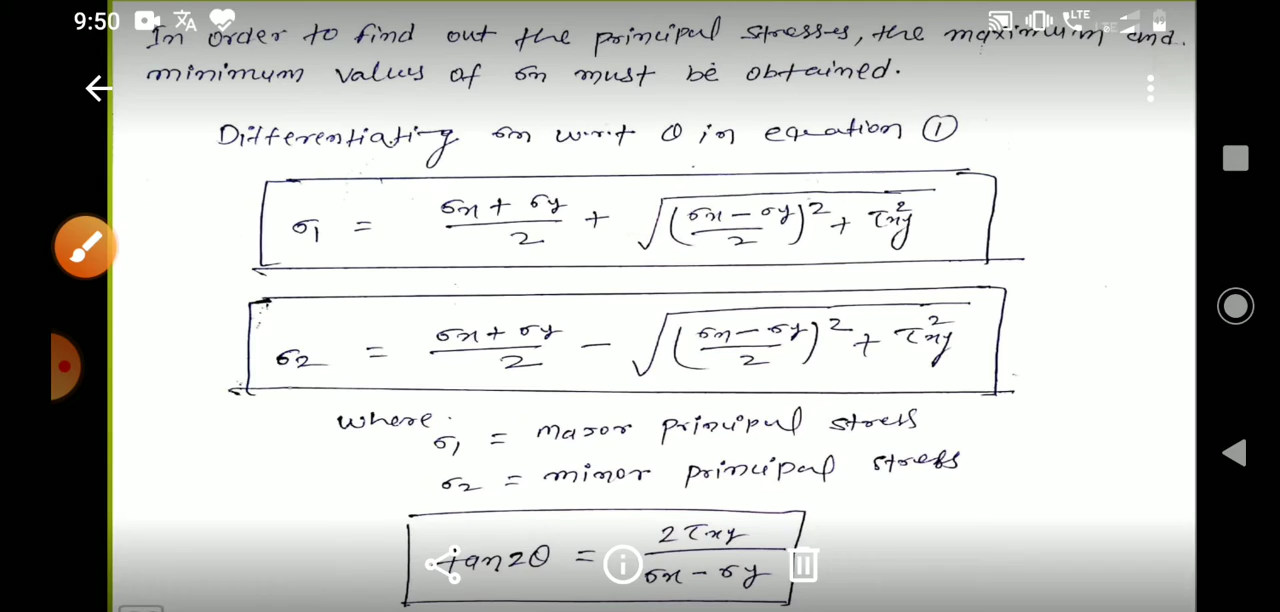 9:50
LTE
In order to find out the principal stresses, the maximum and.
minimum values of σn must be obtained.
Differentiating σn w.r.t θ in equation ①
σ1 = σx + σy / 2 + √((σx − σy / 2)² + τxy²)
σ2 = σx + σy / 2 − √((σx − σy / 2)² + τxy²)
where.
σ1 = major principal stress
σ2 = minor principal stress
tan2θ = 2τxy / σx − σy